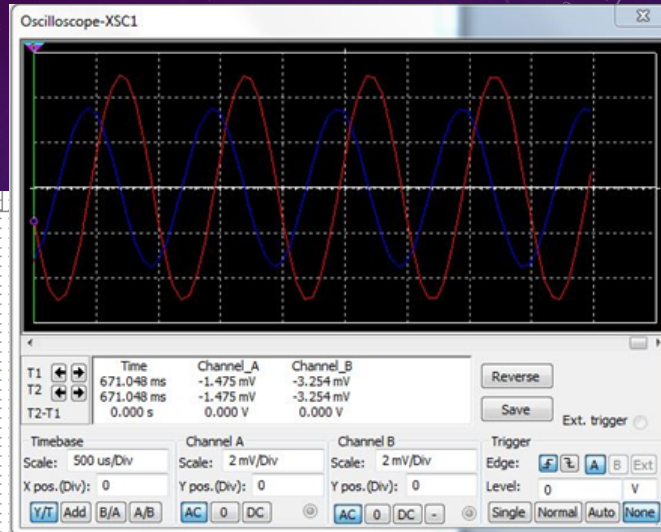 Oscilloscope-XSC1
Time Channel_A Channel_B
T1 671.048 ms -1.475 mV -3.254 mV
T2 671.048 ms -1.475 mV -3.254 mV
T2-T1 0.000 s 0.000 V 0.000 V
Reverse
Save
Ext. trigger
Timebase
Scale: 500 us/Div
X pos.(Div): 0
Y/T Add B/A A/B
Channel A
Scale: 2 mV/Div
Y pos.(Div): 0
AC 0 DC
Channel B
Scale: 2 mV/Div
Y pos.(Div): 0
AC 0 DC -
Trigger
Edge: A B Ext
Level: 0 V
Single Normal Auto None